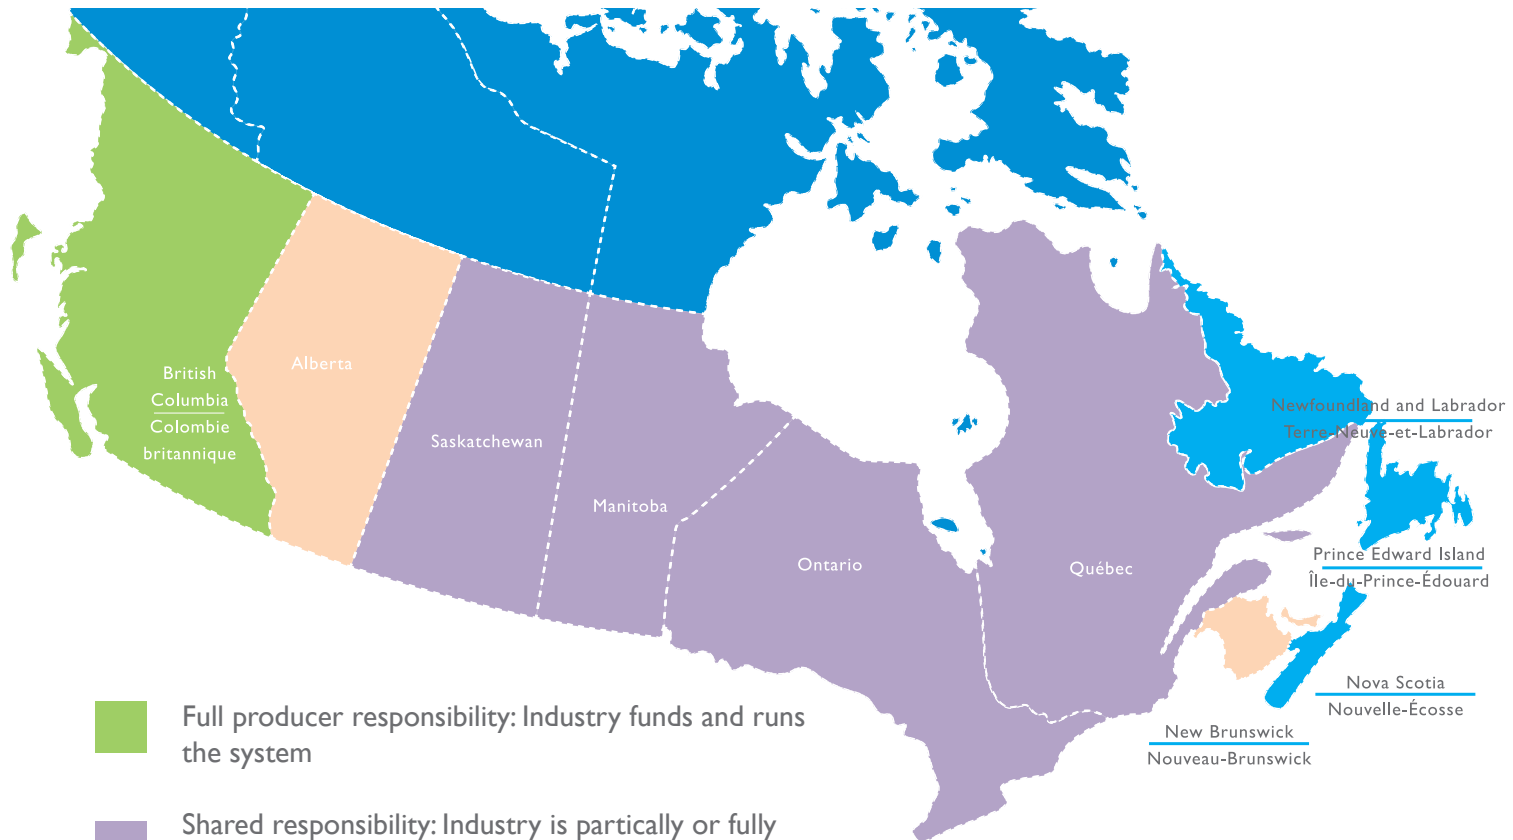 British
Columbia
Colombie
britannique
Alberta
Saskatchewan
Manitoba
Ontario
Québec
Newfoundland and Labrador
Terre-Neuve-et-Labrador
Prince Edward Island
Île-du-Prince-Édouard
Nova Scotia
Nouvelle-Écosse
New Brunswick
Nouveau-Brunswick
Full producer responsibility: Industry funds and runs
the system
Shared responsibility: Industry is partically or fully